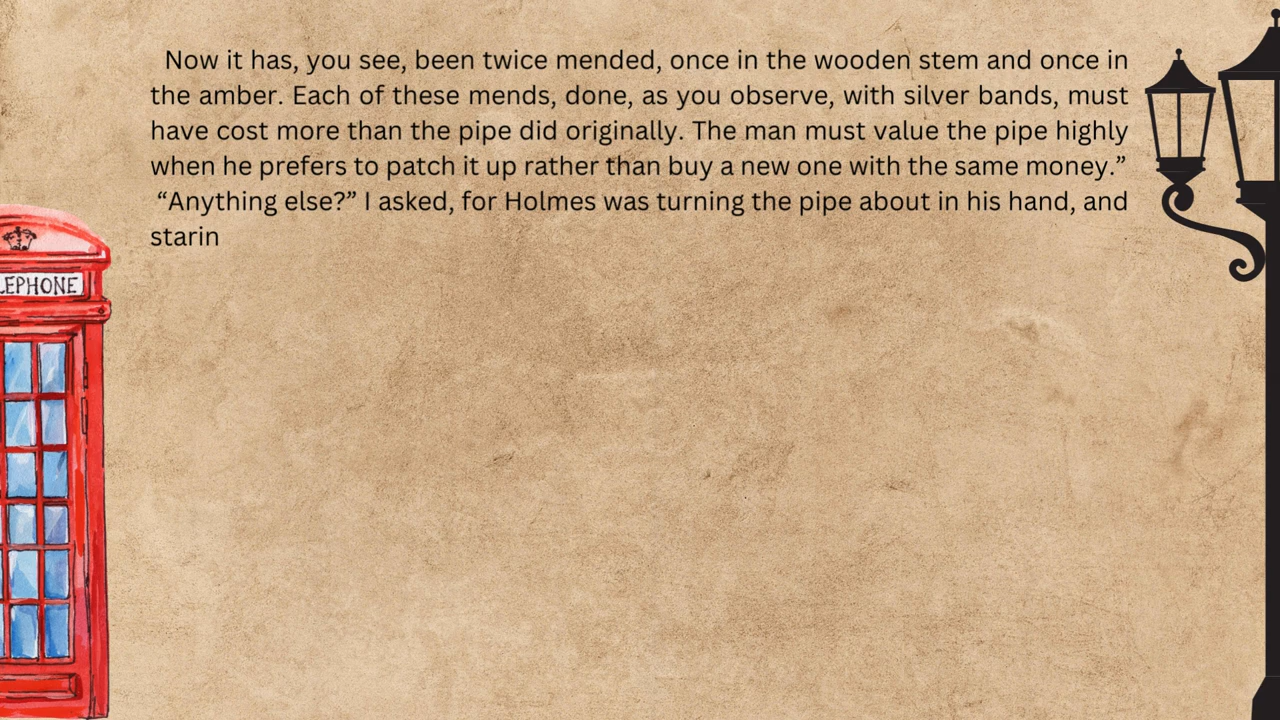 Now it has, you see, been twice mended, once in the wooden stem and once in
the amber. Each of these mends, done, as you observe, with silver bands, must
have cost more than the pipe did originally. The man must value the pipe highly
when he prefers to patch it up rather than buy a new one with the same money.”
“Anything else?” I asked, for Holmes was turning the pipe about in his hand, and
starin
LEPHONE